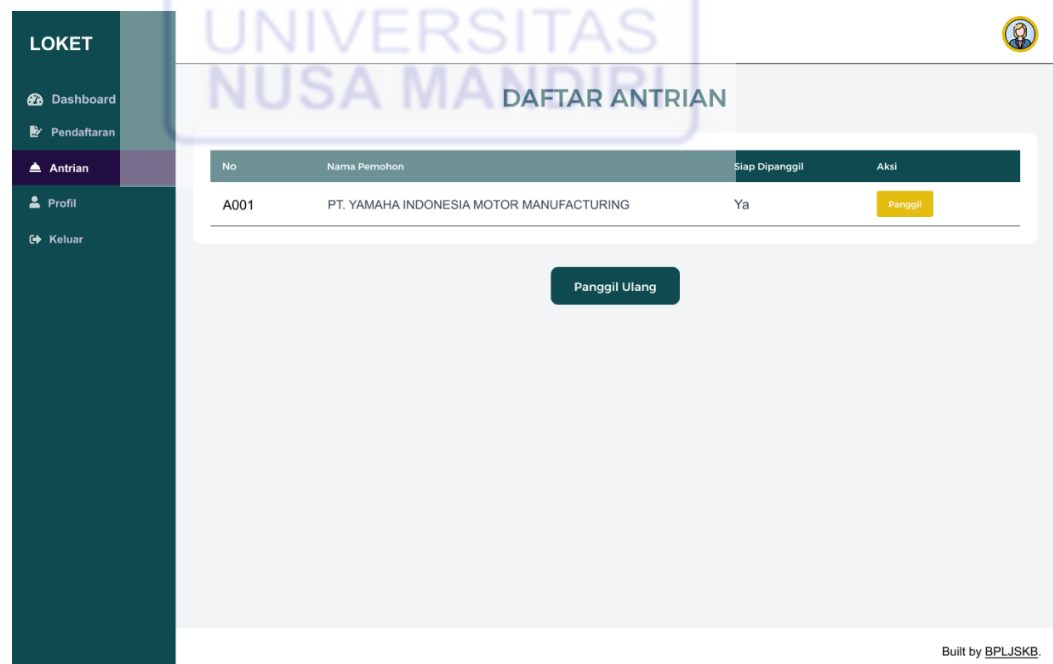 UNIVERSITAS
NUSA MANDIRI
LOKET
Dashboard
Pendaftaran
Antrian
Profil
Keluar
DAFTAR ANTRIAN
No Nama Pemohon Siap Dipanggil Aksi
A001 PT. YAMAHA INDONESIA MOTOR MANUFACTURING Ya Panggil
Panggil Ulang
Built by BPLJSKB.